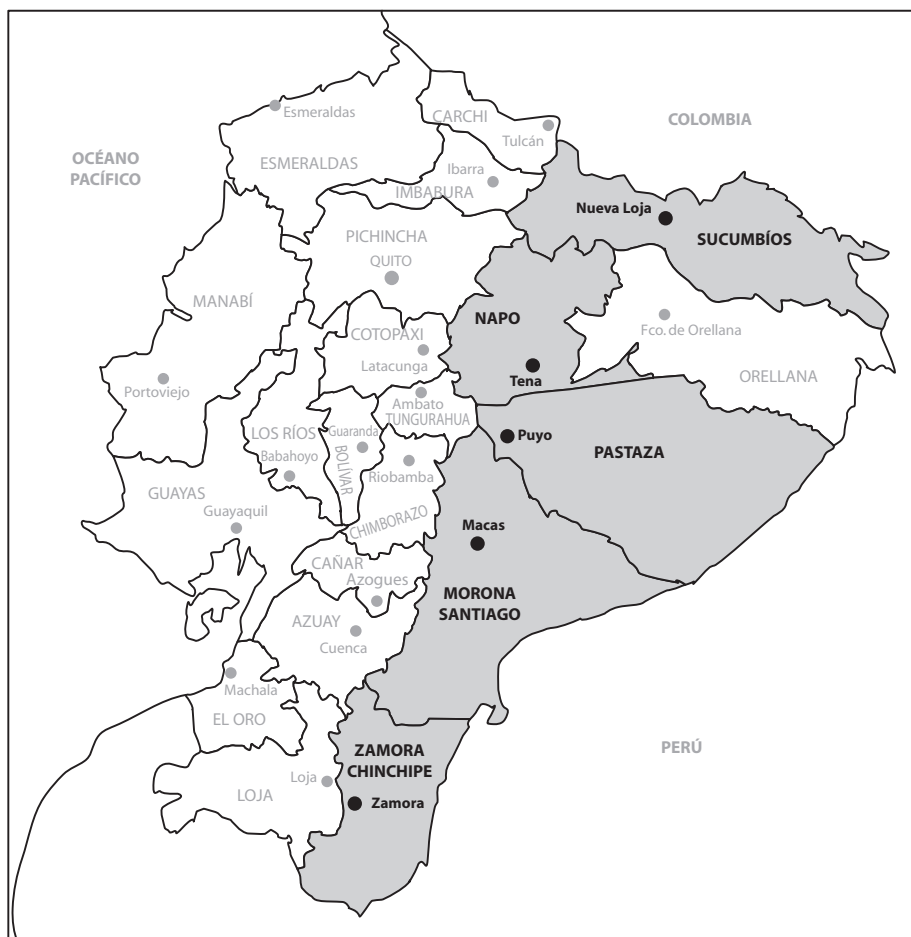 Esmeraldas
CARCHI
Tulcán
COLOMBIA
OCÉANO
PACÍFICO
ESMERALDAS
Ibarra
IMBABURA
Nueva Loja
SUCUMBÍOS
PICHINCHA
QUITO
MANABÍ
NAPO
COTOPAXI
Latacunga
Fco. de Orellana
Tena
ORELLANA
Portoviejo
Ambato
TUNGURAHUA
LOS RÍOS
Babahoyo
Guaranda
BOLÍVAR
Riobamba
Puyo
PASTAZA
GUAYAS
Guayaquil
CHIMBORAZO
Macas
CAÑAR
Azogues
MORONA
SANTIAGO
AZUAY
Cuenca
Machala
EL ORO
ZAMORA
CHINCHIPE
PERÚ
Loja
LOJA
Zamora